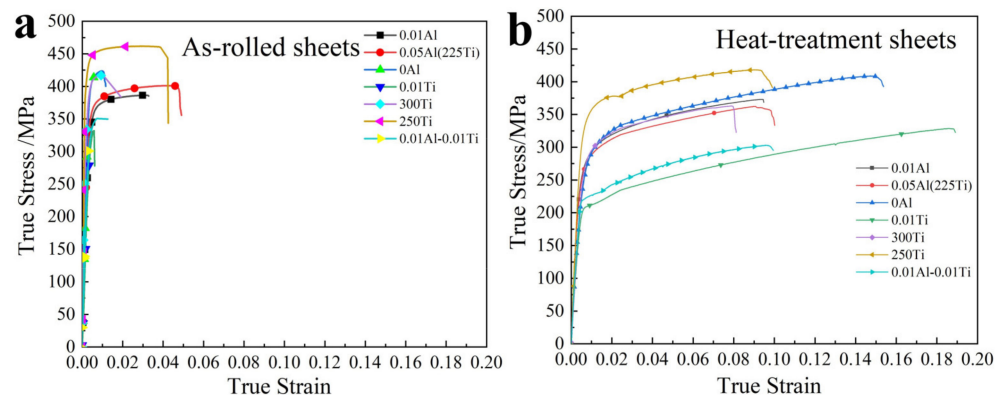 a
As-rolled sheets
0.01Al
0.05Al(225Ti)
0Al
0.01Ti
300Ti
250Ti
0.01Al-0.01Ti
True Stress /MPa
500
450
400
350
300
250
200
150
100
50
0
0.00 0.02 0.04 0.06 0.08 0.10 0.12 0.14 0.16 0.18 0.20
True Strain
b
Heat-treatment sheets
0.01Al
0.05Al(225Ti)
0Al
0.01Ti
300Ti
250Ti
0.01Al-0.01Ti
True Stress/MPa
500
450
400
350
300
250
200
150
100
50
0
0.00 0.02 0.04 0.06 0.08 0.10 0.12 0.14 0.16 0.18 0.20
True Strain